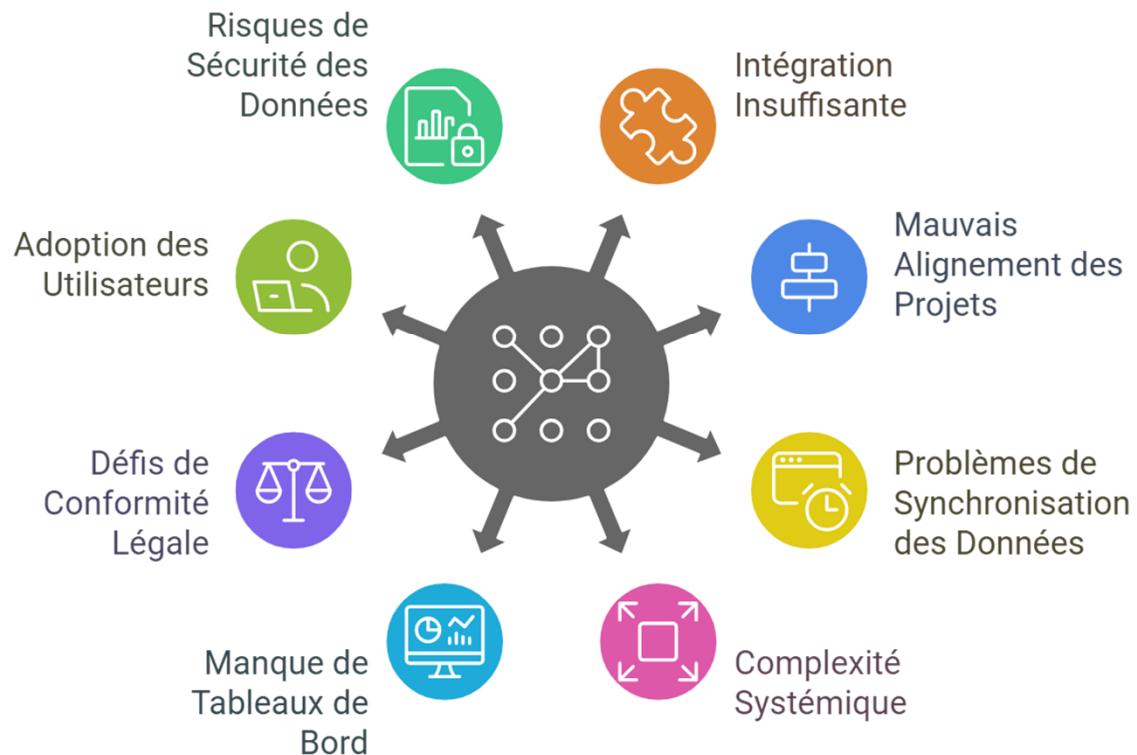 Risques de
Sécurité des
Données
Intégration
Insuffisante
Adoption des
Utilisateurs
Mauvais
Alignement des
Projets
Défis de
Conformité
Légale
Problèmes de
Synchronisation
des Données
Manque de
Tableaux de
Bord
Complexité
Systémique